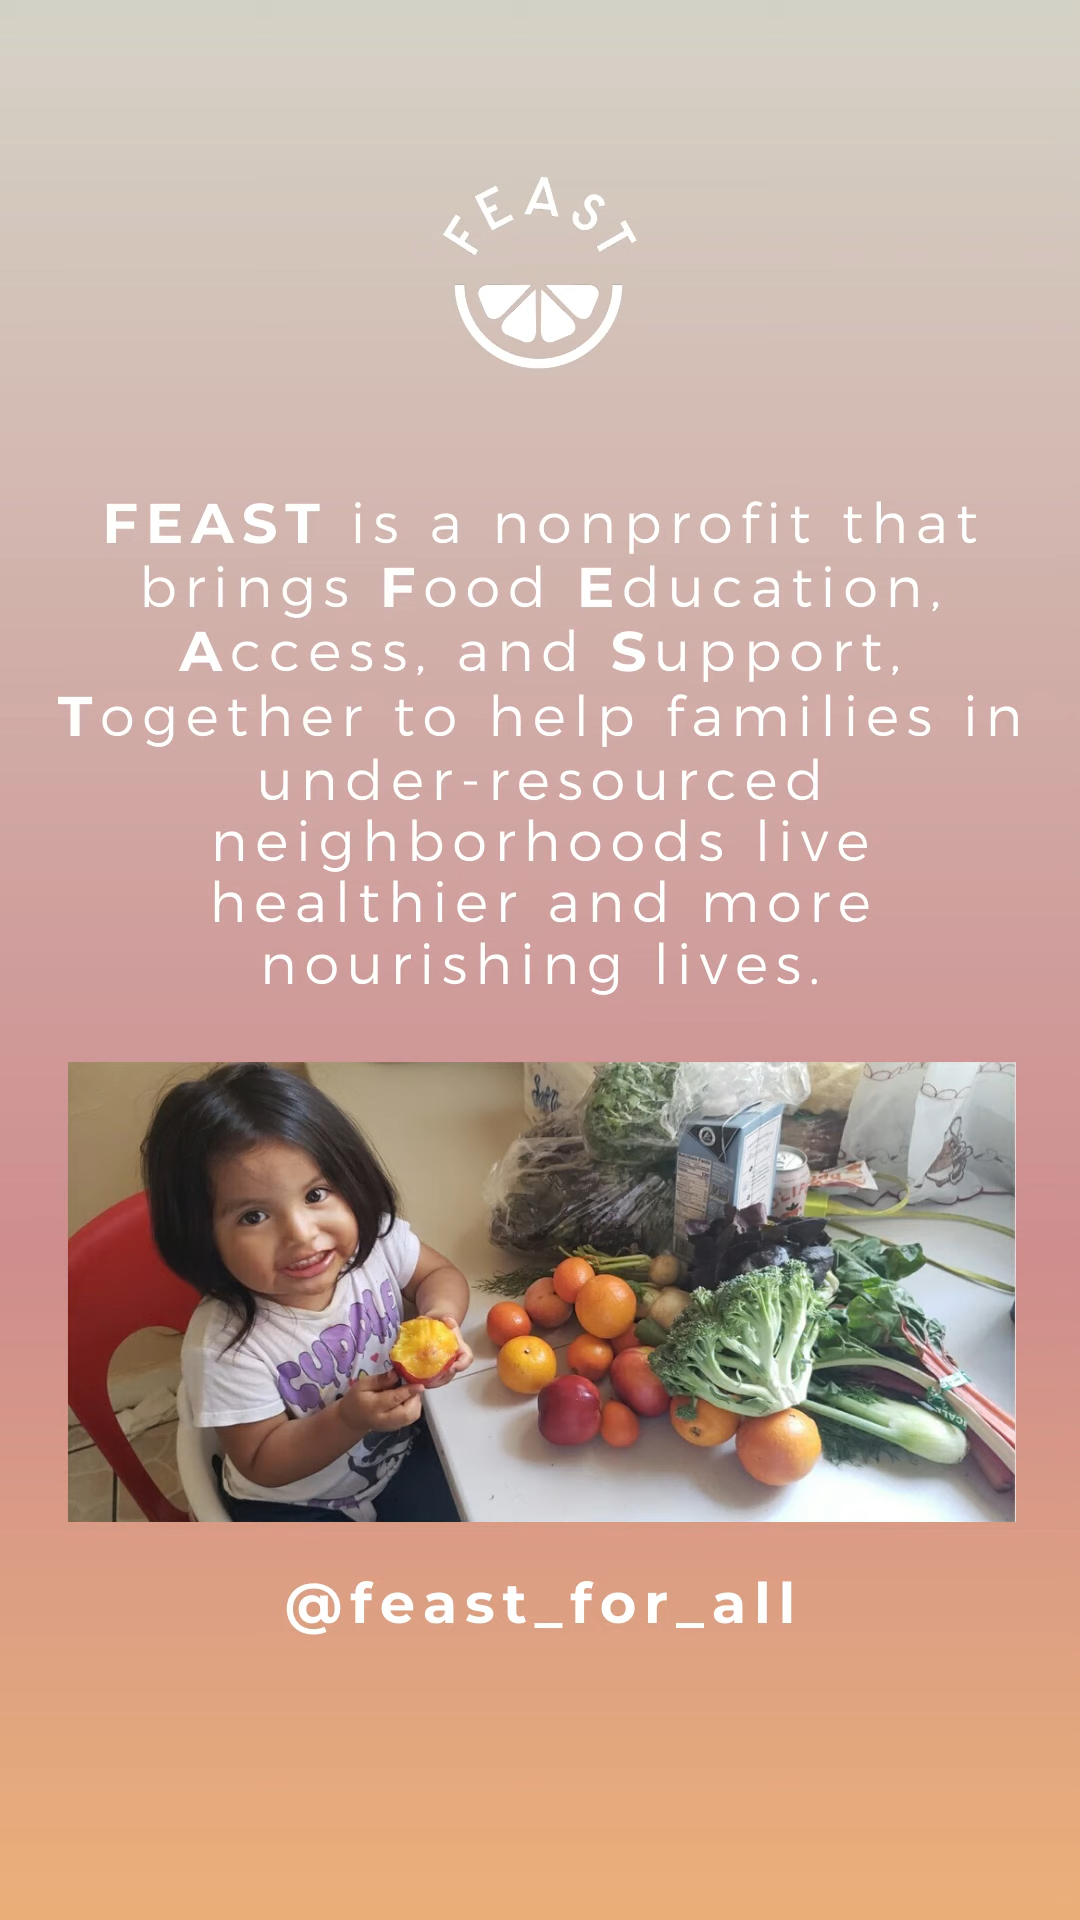 FEAST
FEAST is a nonprofit that
brings Food Education,
Access, and Support,
Together to help families in
under-resourced
neighborhoods live
healthier and more
nourishing lives.
CUDDLE
@feast_for_all